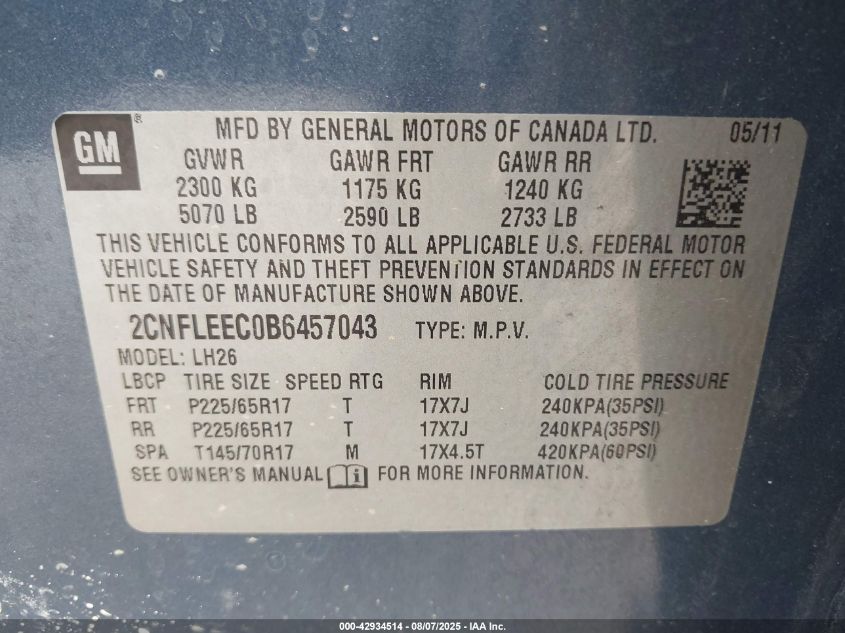 GM ® MFD BY GENERAL MOTORS OF CANADA LTD. 05/11
GVWR GAWR FRT GAWR RR
2300 KG 1175 KG 1240 KG
5070 LB 2590 LB 2733 LB
THIS VEHICLE CONFORMS TO ALL APPLICABLE U.S. FEDERAL MOTOR
VEHICLE SAFETY AND THEFT PREVENTION STANDARDS IN EFFECT ON
THE DATE OF MANUFACTURE SHOWN ABOVE.
2CNFLEEC0B6457043 TYPE: M.P.V.
MODEL: LH26
LBCP TIRE SIZE SPEED RTG RIM COLD TIRE PRESSURE
FRT P225/65R17 T 17X7J 240KPA(35PSI)
RR P225/65R17 T 17X7J 240KPA(35PSI)
SPA T145/70R17 M 17X4.5T 420KPA(60PSI)
SEE OWNER'S MANUAL i FOR MORE INFORMATION.
000-42934514 - 08/07/2025 - IAA Inc.